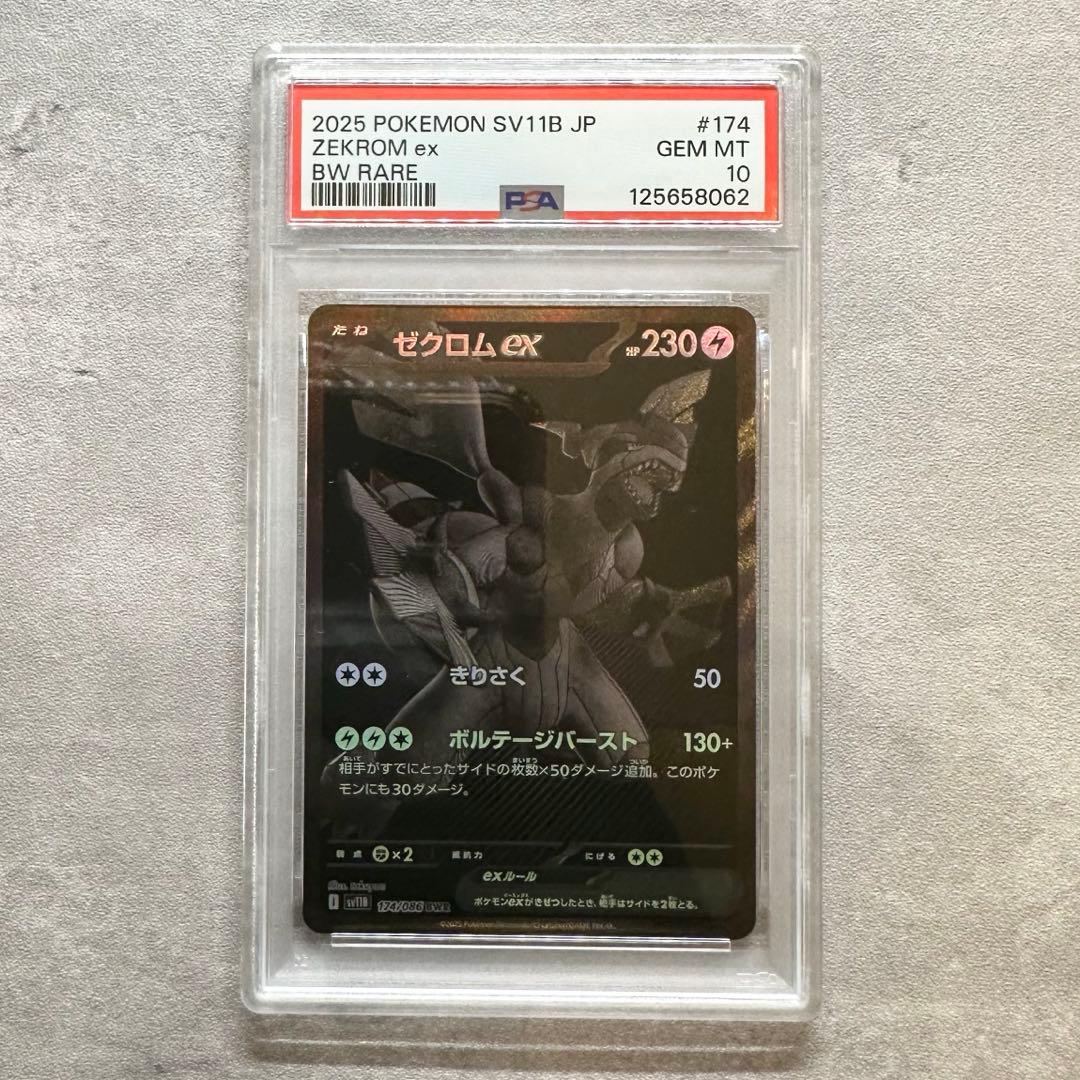 2025 POKEMON SV11B JP #174
ZEKROM ex GEM MT
BW RARE 10
PSA 125658062
たね ゼクロムex HP 230
きりさく 50
ボルテージバースト 130+
相手がすでにとったサイドの枚数×50ダメージ追加。このポケ
モンにも30ダメージ。
弱点 ×2 抵抗力 にげる
exルール
ポケモンexがきぜつしたとき、相手はサイドを2枚とる。
Illus.
I SV11B 174/086 BWR
©2025